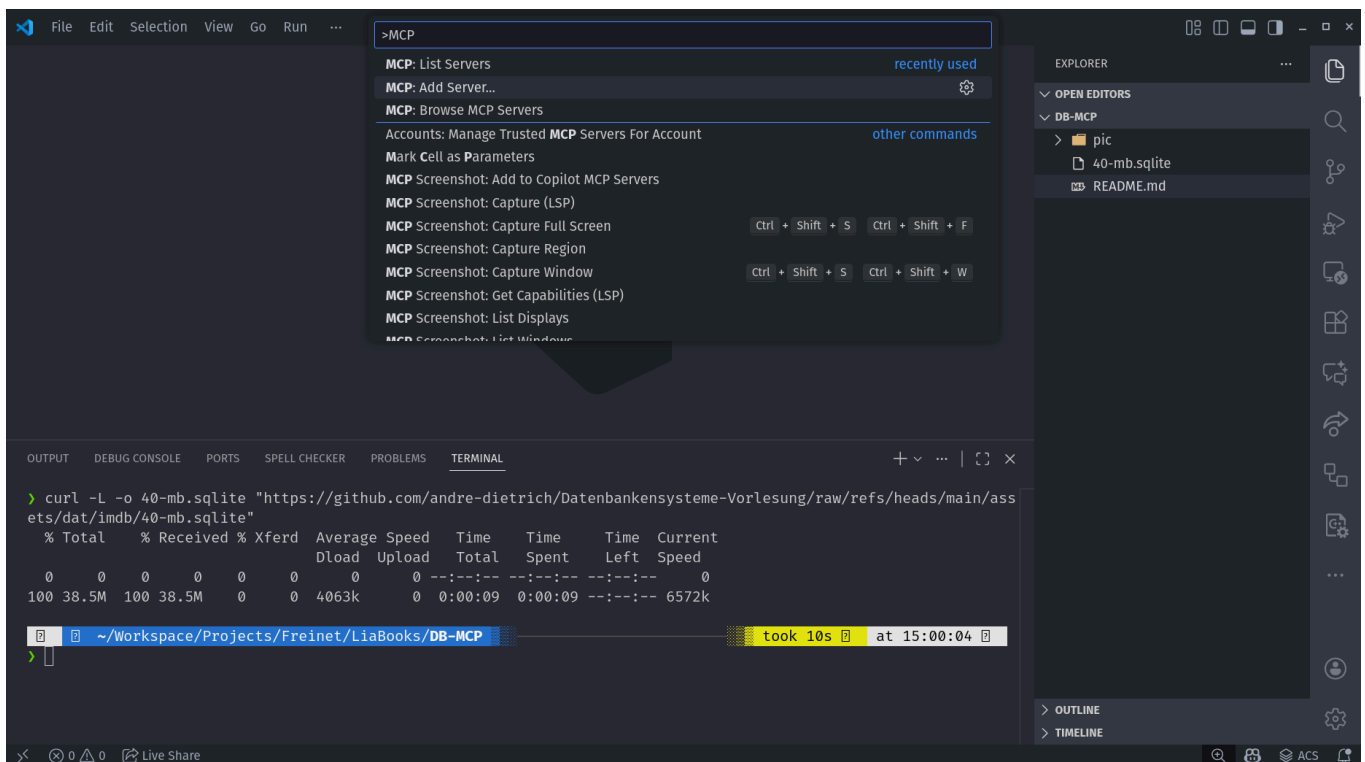 File Edit Selection View Go Run ···
>MCP
MCP: List Servers recently used
MCP: Add Server...
MCP: Browse MCP Servers
Accounts: Manage Trusted MCP Servers For Account other commands
Mark Cell as Parameters
MCP Screenshot: Add to Copilot MCP Servers
MCP Screenshot: Capture (LSP)
MCP Screenshot: Capture Full Screen Ctrl + Shift + S Ctrl + Shift + F
MCP Screenshot: Capture Region
MCP Screenshot: Capture Window Ctrl + Shift + S Ctrl + Shift + W
MCP Screenshot: Get Capabilities (LSP)
MCP Screenshot: List Displays
MCP Screenshot: List Windows
EXPLORER ···
OPEN EDITORS
DB-MCP
pic
40-mb.sqlite
README.md
OUTLINE
TIMELINE
OUTPUT DEBUG CONSOLE PORTS SPELL CHECKER PROBLEMS TERMINAL
❯ curl -L -o 40-mb.sqlite "https://github.com/andre-dietrich/Datenbankensysteme-Vorlesung/raw/refs/heads/main/ass
ets/dat/imdb/40-mb.sqlite"
% Total % Received % Xferd Average Speed Time Time Time Current
Dload Upload Total Spent Left Speed
0 0 0 0 0 0 0 0 --:--:-- --:--:-- --:--:-- 0
100 38.5M 100 38.5M 0 0 4063k 0 0:00:09 0:00:09 --:--:-- 6572k
~/Workspace/Projects/Freinet/LiaBooks/DB-MCP took 10s at 15:00:04
❯
0 0 Live Share ACS